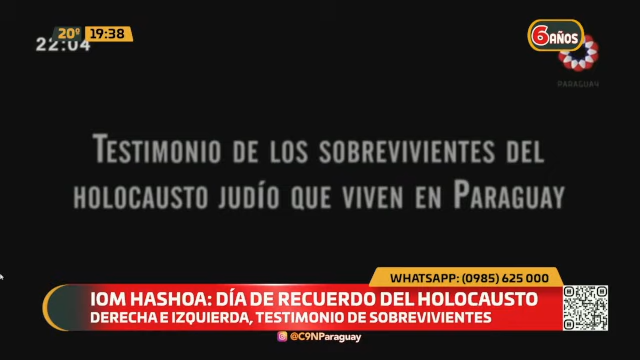 20° 19:38
22:04
6 AÑOS
PARAGUAY
TESTIMONIO DE LOS SOBREVIVIENTES DEL
HOLOCAUSTO JUDÍO QUE VIVEN EN PARAGUAY
WHATSAPP: (0985) 625 000
IOM HASHOA: DÍA DE RECUERDO DEL HOLOCAUSTO
DERECHA E IZQUIERDA, TESTIMONIO DE SOBREVIVIENTES
@C9NParaguay